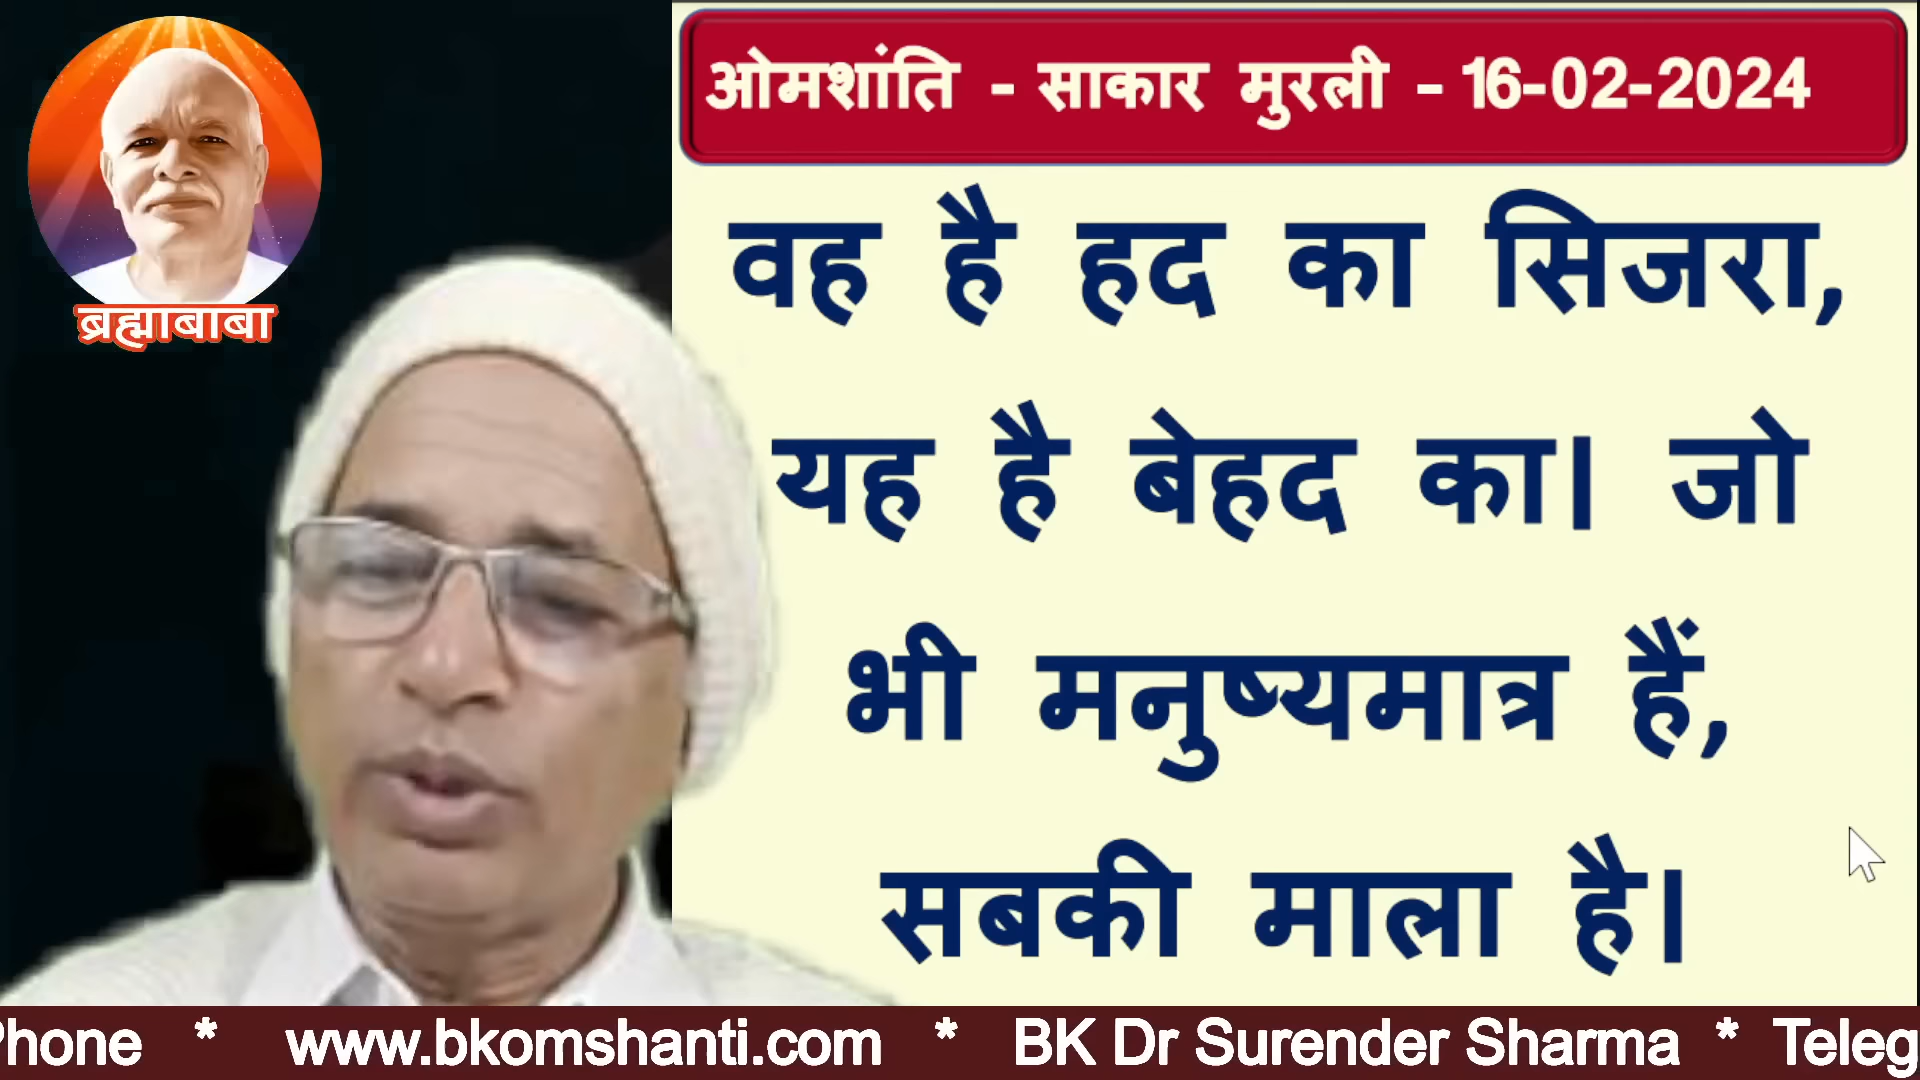 ओमशांति - साकार मुरली - 16-02-2024
वह है हद का सिजरा,
यह है बेहद का। जो
भी मनुष्यमात्र हैं,
सबकी माला है।
ब्रह्माबाबा
Phone * www.bkomshanti.com * BK Dr Surender Sharma * Teleg